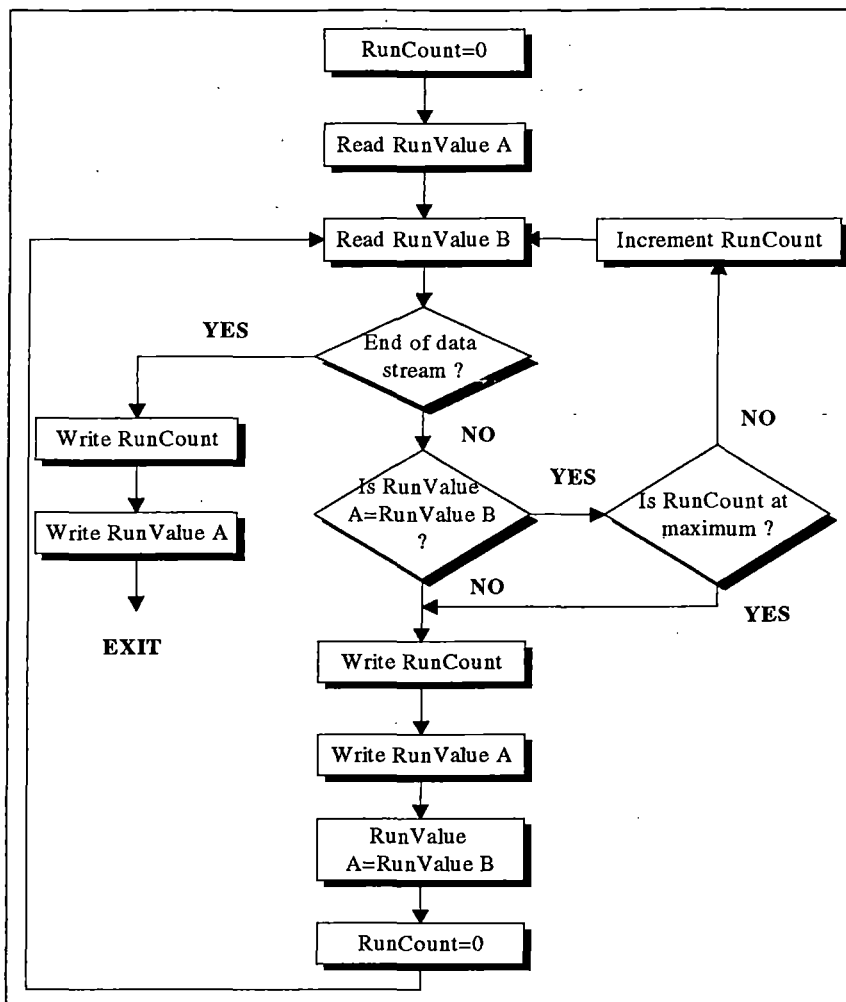 RunCount=0
Read RunValue A
Read RunValue B
Increment RunCount
YES
End of data
stream ?
Write RunCount
NO
NO
Is RunValue
A=RunValue B
?
YES
Is RunCount at
maximum ?
Write RunValue A
NO
YES
EXIT
Write RunCount
Write RunValue A
RunValue
A=RunValue B
RunCount=0